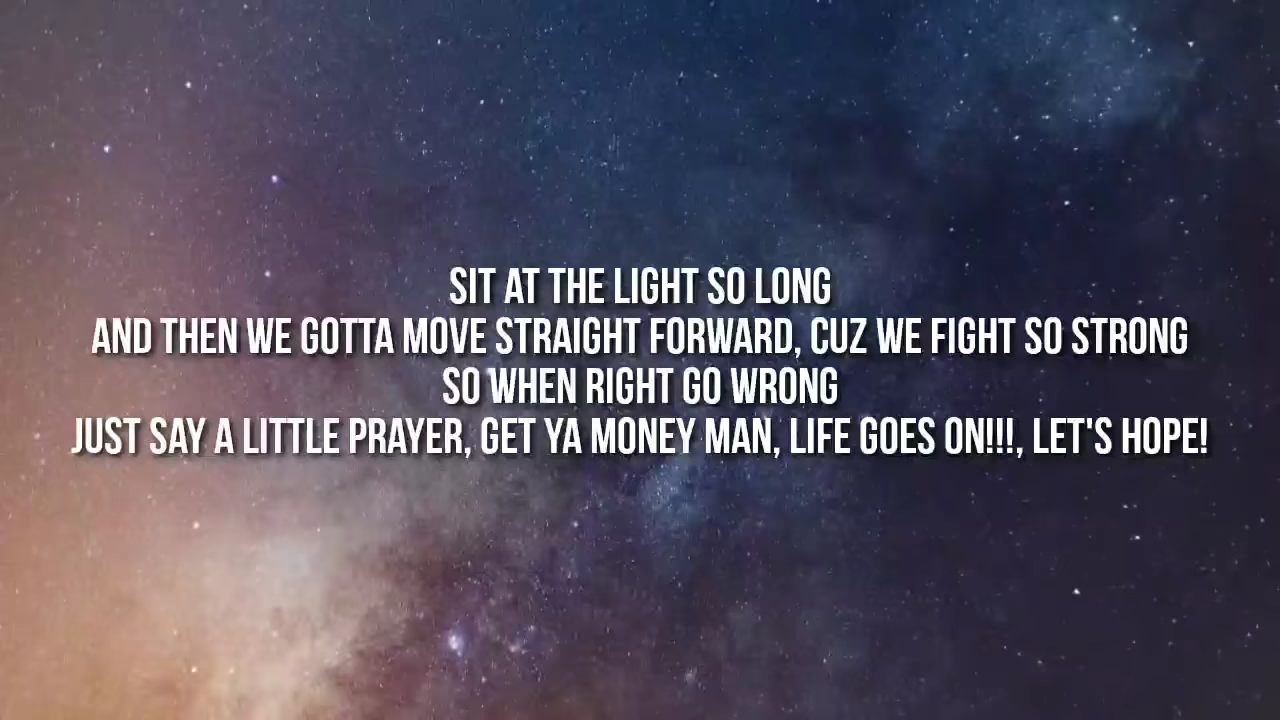 SIT AT THE LIGHT SO LONG
AND THEN WE GOTTA MOVE STRAIGHT FORWARD, CUZ WE FIGHT SO STRONG
SO WHEN RIGHT GO WRONG
JUST SAY A LITTLE PRAYER, GET YA MONEY MAN, LIFE GOES ON!!!, LET'S HOPE!